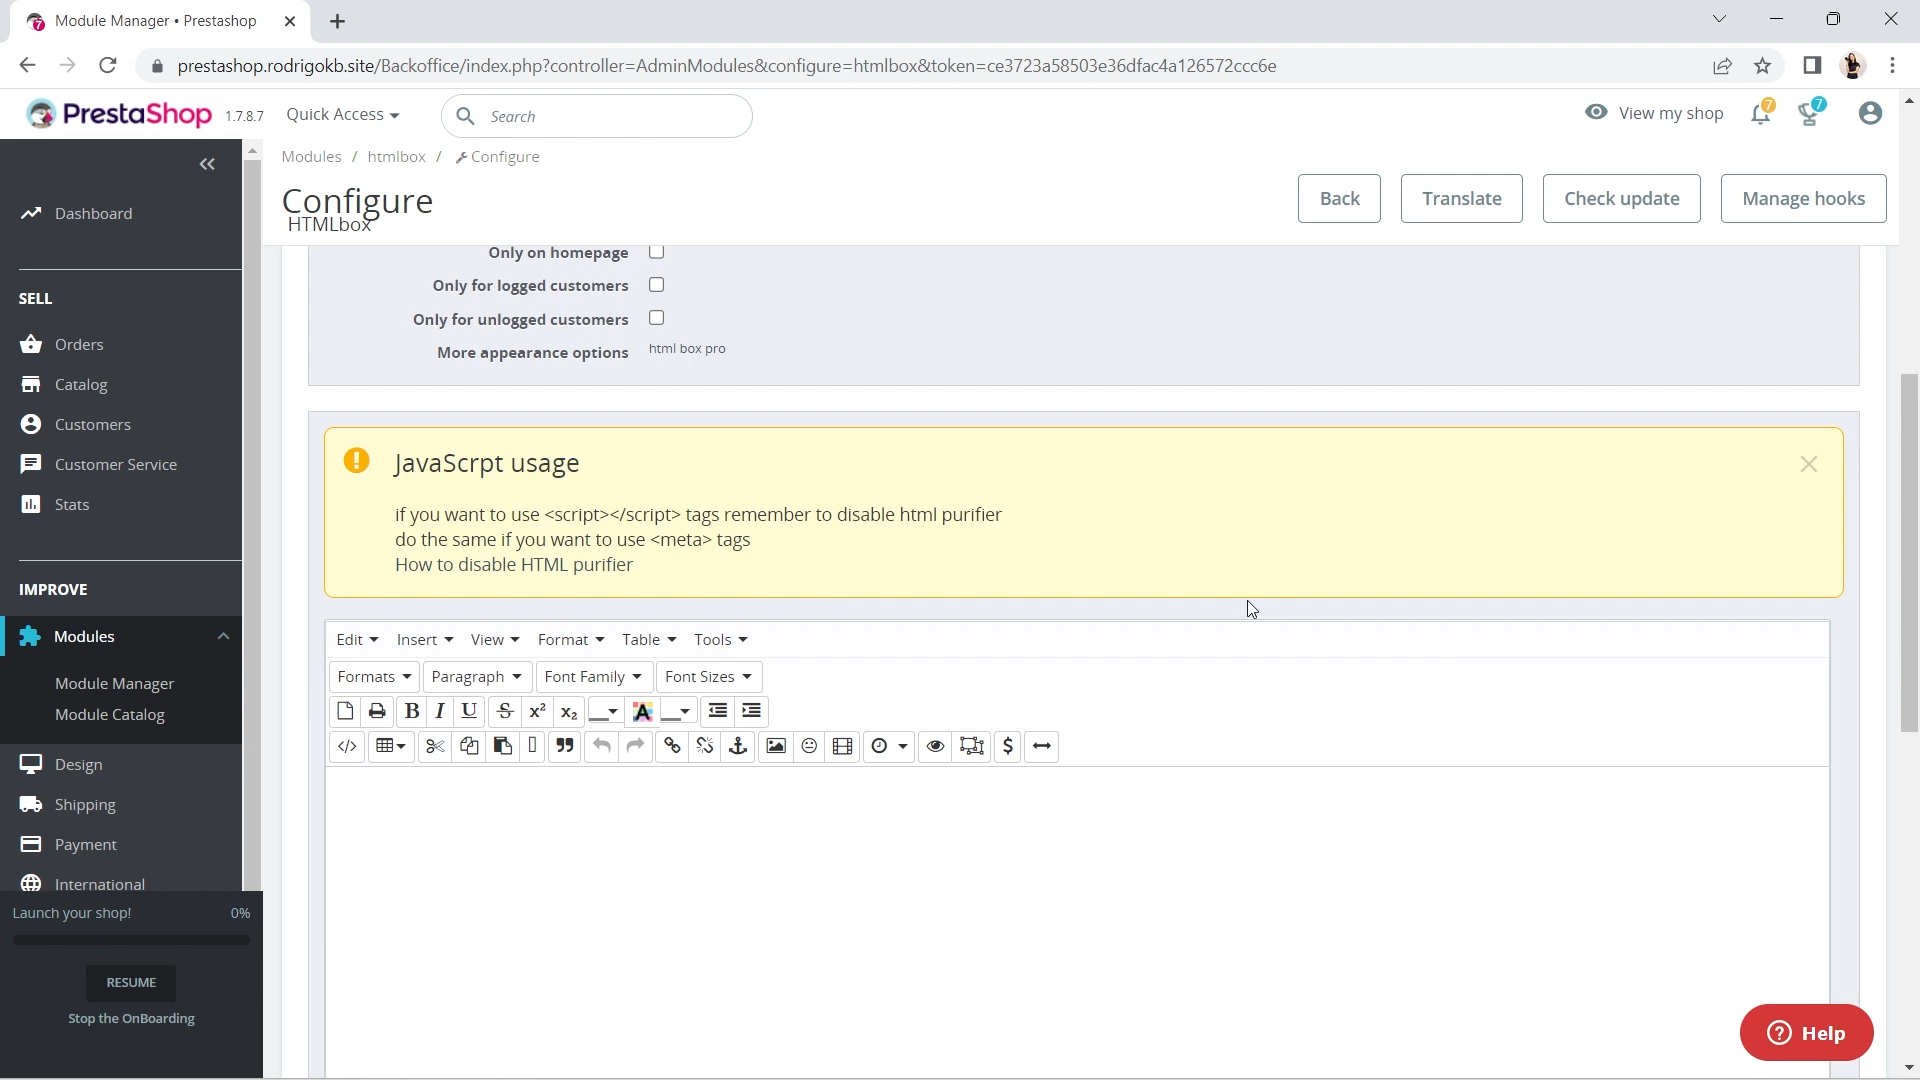 Module Manager • Prestashop
prestashop.rodrigokb.site/Backoffice/index.php?controller=AdminModules&configure=htmlbox&token=ce3723a58503e36dfac4a126572ccc6e
PrestaShop 1.7.8.7 Quick Access Search View my shop 7 7
Modules / htmlbox / Configure
Configure
HTMLbox
Back Translate Check update Manage hooks
Dashboard
SELL
Orders
Catalog
Customers
Customer Service
Stats
IMPROVE
Modules
Module Manager
Module Catalog
Design
Shipping
Payment
International
Launch your shop! 0%
RESUME
Stop the OnBoarding
Only on homepage
Only for logged customers
Only for unlogged customers
More appearance options html box pro
JavaScrpt usage
if you want to use <script></script> tags remember to disable html purifier
do the same if you want to use <meta> tags
How to disable HTML purifier
Edit Insert View Format Table Tools
Formats Paragraph Font Family Font Sizes
B I U S x² x₂ A
Help